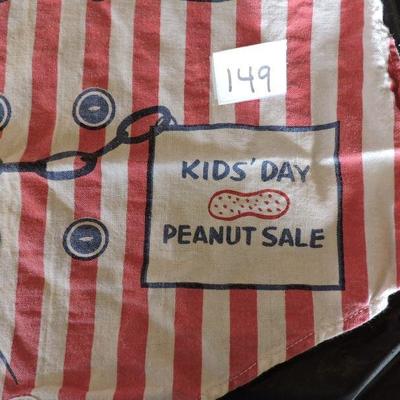 149
KIDS' DAY
PEANUT SALE